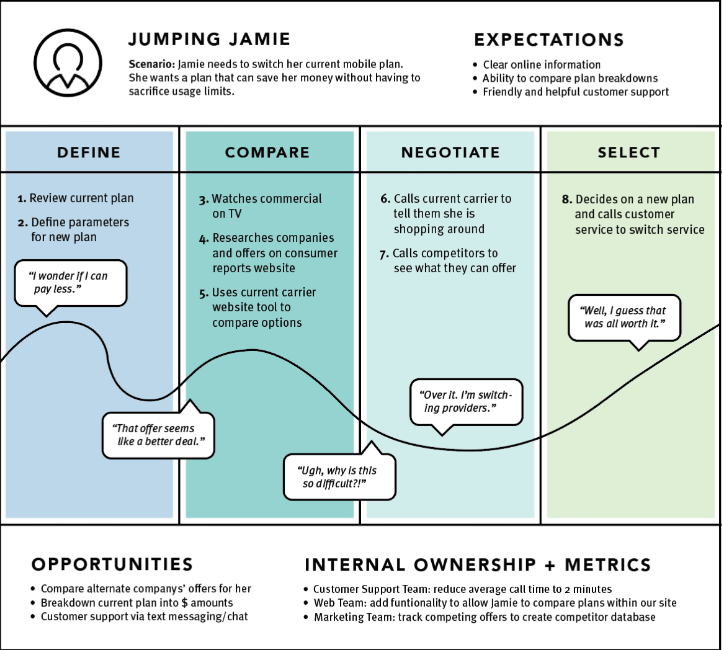 JUMPING JAMIE
Scenario: Jamie needs to switch her current mobile plan.
She wants a plan that can save her money without having to
sacrifice usage limits.
EXPECTATIONS
• Clear online information
• Ability to compare plan breakdowns
• Friendly and helpful customer support
DEFINE
1. Review current plan
2. Define parameters
for new plan
"I wonder if I can
pay less."
"That offer seems
like a better deal."
COMPARE
3. Watches commercial
on TV
4. Researches companies
and offers on consumer
reports website
5. Uses current carrier
website tool to
compare options
"Ugh, why is this
so difficult?!"
NEGOTIATE
6. Calls current carrier to
tell them she is
shopping around
7. Calls competitors to
see what they can offer
"Over it. I'm switch-
ing providers."
SELECT
8. Decides on a new plan
and calls customer
service to switch service
"Well, I guess that
was all worth it."
OPPORTUNITIES
• Compare alternate companys' offers for her
• Breakdown current plan into $ amounts
• Customer support via text messaging/chat
INTERNAL OWNERSHIP + METRICS
• Customer Support Team: reduce average call time to 2 minutes
• Web Team: add funtionality to allow Jamie to compare plans within our site
• Marketing Team: track competing offers to create competitor database